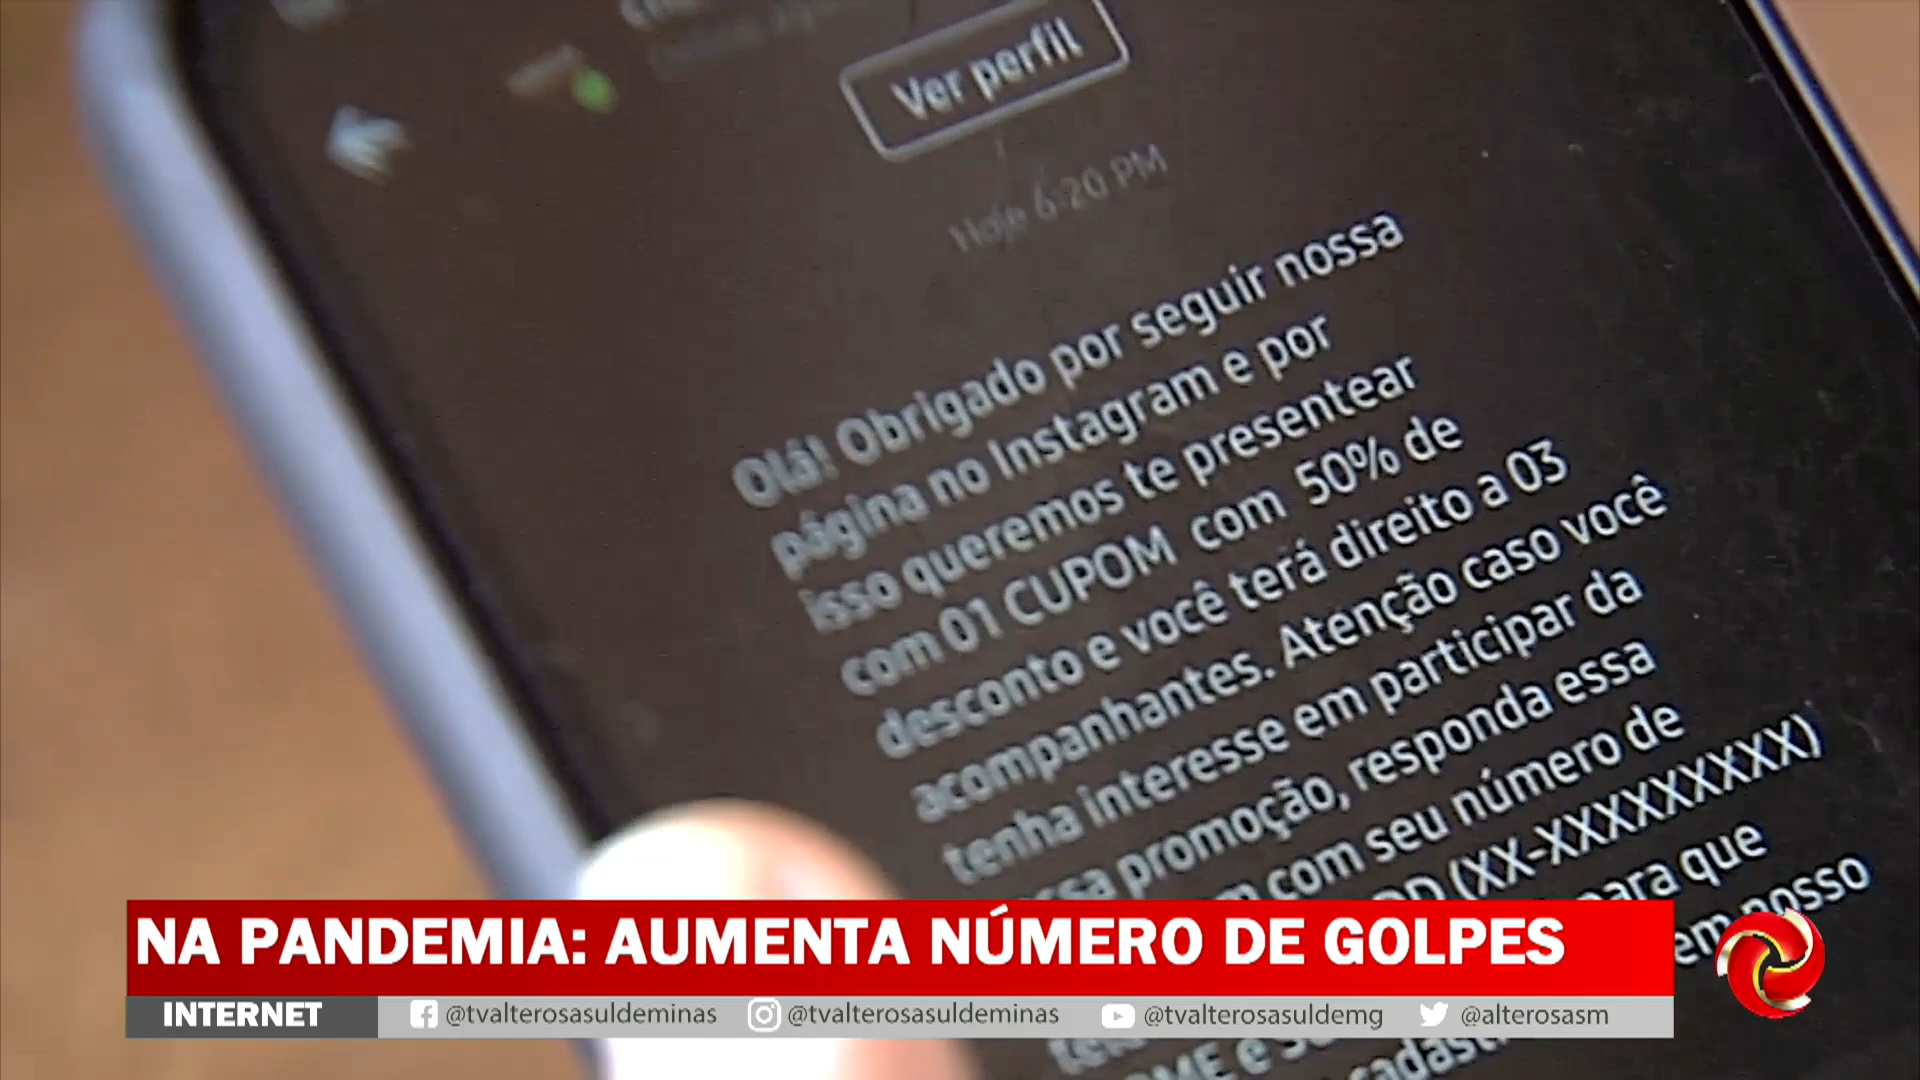 Ver perfil
Hoje 6:20 PM
Olá! Obrigado por seguir nossa
página no Instagram e por
isso queremos te presentear
com 01 CUPOM com 50% de
desconto e você terá direito a 03
acompanhantes. Atenção caso você
tenha interesse em participar da
promoção, responda essa
com seu número de
(XX-XXXXXXXXX)
para que
em nosso
NA PANDEMIA: AUMENTA NÚMERO DE GOLPES
INTERNET @tvalterosasuldeminas @tvalterosasuldeminas @tvalterosasuldemg @alterosasm